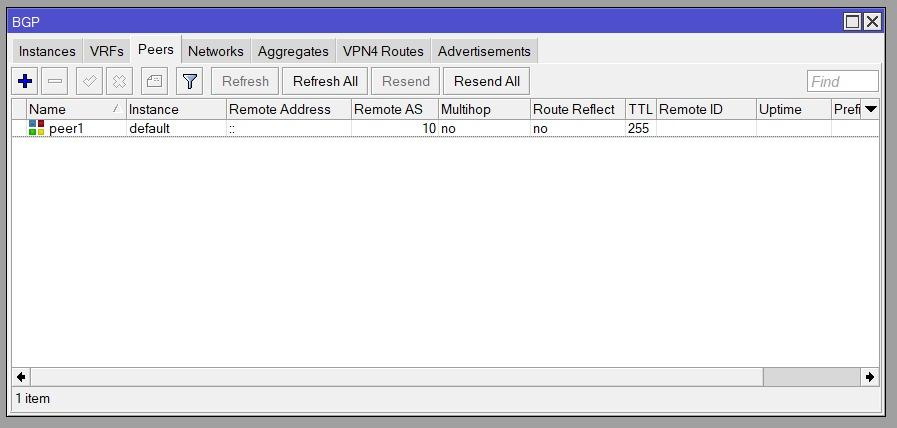 BGP
Instances VRFs Peers Networks Aggregates VPN4 Routes Advertisements
Refresh Refresh All Resend Resend All Find
Name Instance Remote Address Remote AS Multihop Route Reflect TTL Remote ID Uptime Prefi
peer1 default :: 10 no no 255
1 item